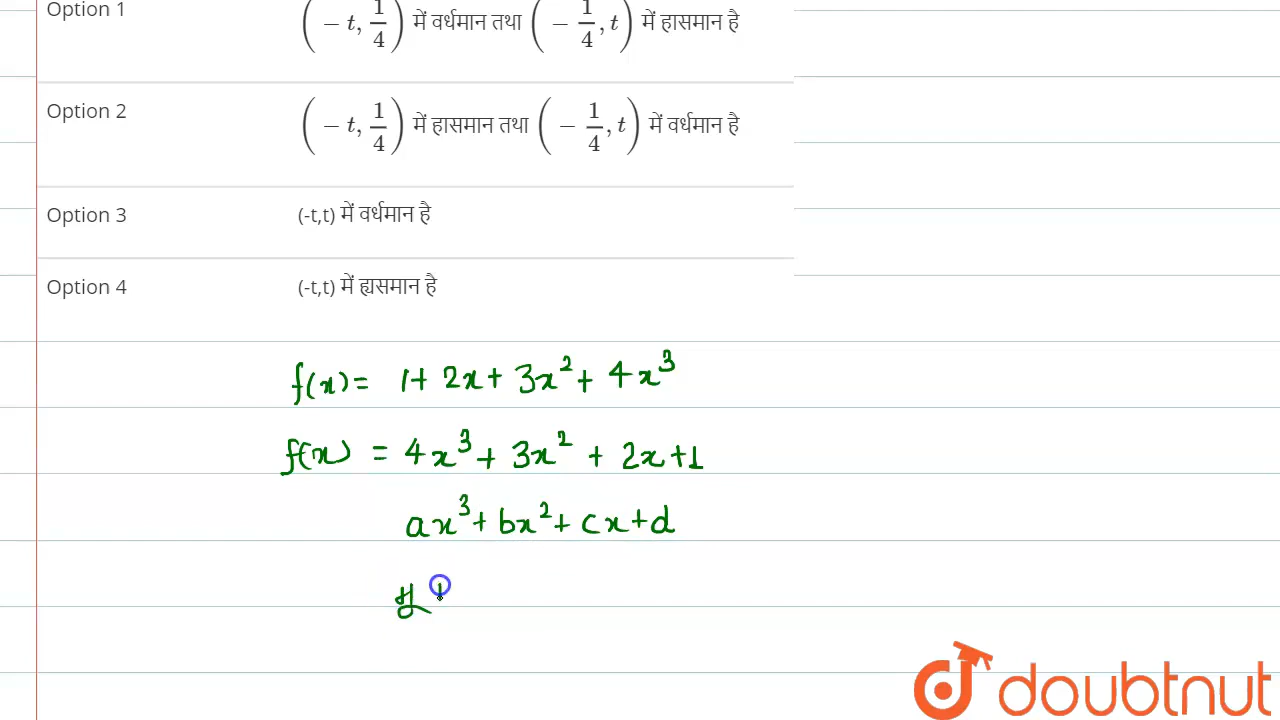 Option 1 (-t, 1/4) में वर्धमान तथा (-1/4, t) में हासमान है
Option 2 (-t, 1/4) में हासमान तथा (-1/4, t) में वर्धमान है
Option 3 (-t,t) में वर्धमान है
Option 4 (-t,t) में ह्यसमान है
f(x)= 1+ 2x+ 3x²+ 4x³
f(x) = 4x³+ 3x² + 2x+1
ax³+ bx²+ cx+d
doubtnut